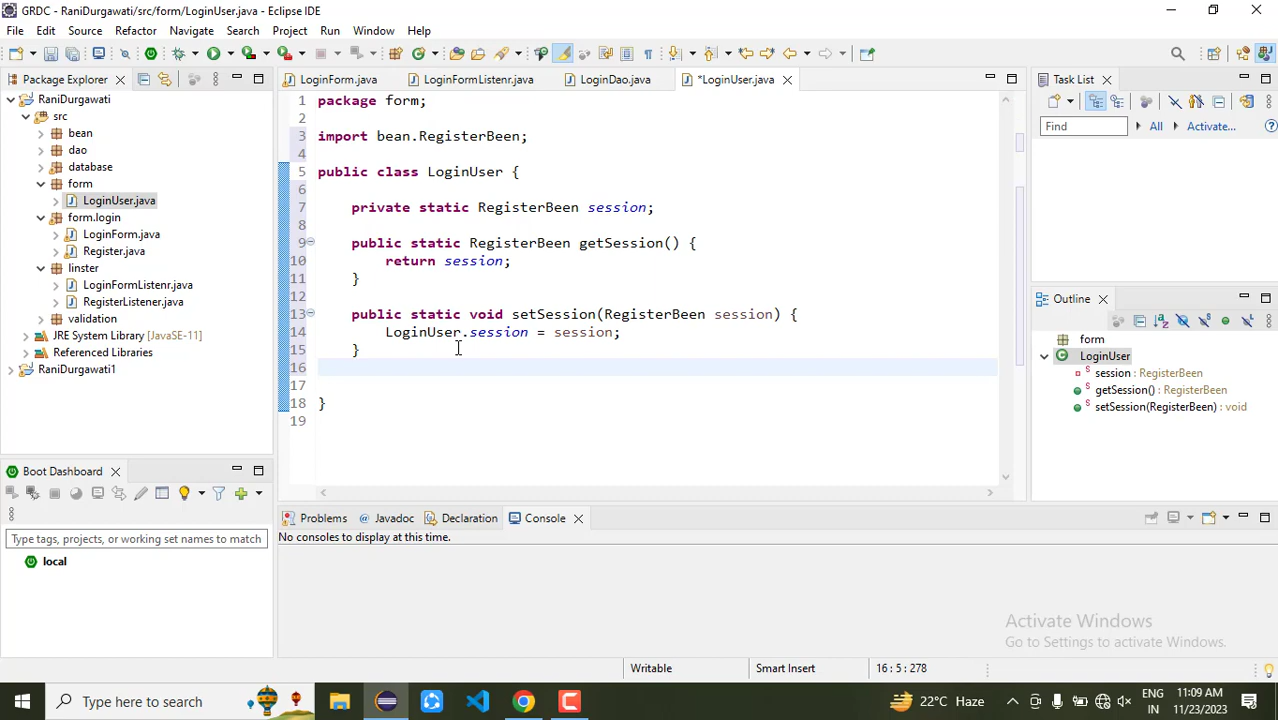 GRDC - RaniDurgawati/src/form/LoginUser.java - Eclipse IDE
File Edit Source Refactor Navigate Search Project Run Window Help
Package Explorer
RaniDurgawati
src
bean
dao
database
form
LoginUser.java
form.login
LoginForm.java
Register.java
linster
LoginFormListenr.java
RegisterListener.java
validation
JRE System Library [JavaSE-11]
Referenced Libraries
RaniDurgawati1
Boot Dashboard
Type tags, projects, or working set names to match
local
LoginForm.java LoginFormListenr.java LoginDao.java *LoginUser.java
1 package form;
2
3 import bean.RegisterBeen;
4
5 public class LoginUser {
6
7 private static RegisterBeen session;
8
9 public static RegisterBeen getSession() {
10 return session;
11 }
12
13 public static void setSession(RegisterBeen session) {
14 LoginUser.session = session;
15 }
16
17
18 }
19
Problems Javadoc Declaration Console
No consoles to display at this time.
Task List
Find All Activate...
Outline
form
LoginUser
session : RegisterBeen
getSession() : RegisterBeen
setSession(RegisterBeen) : void
Activate Windows
Go to Settings to activate Windows.
Writable Smart Insert 16 : 5 : 278
Type here to search
22°C Haze
ENG
IN
11:09 AM
11/23/2023